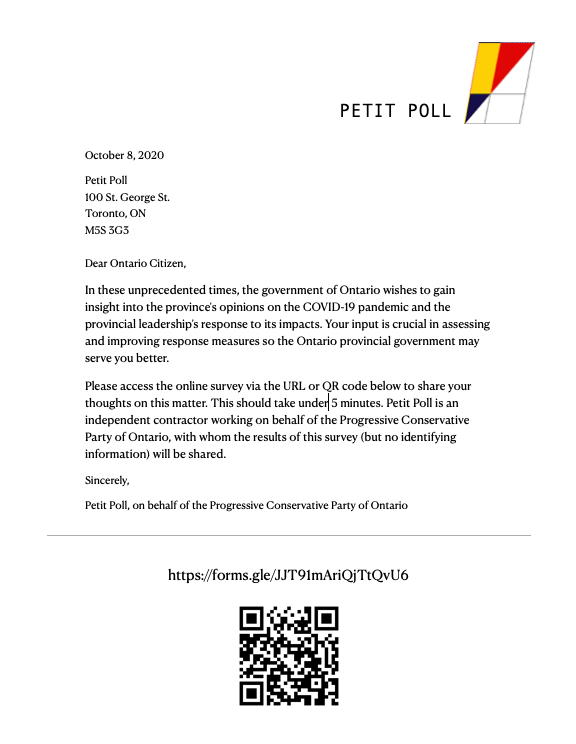 PETIT POLL
October 8, 2020
Petit Poll
100 St. George St.
Toronto, ON
M5S 3G3
Dear Ontario Citizen,
In these unprecedented times, the government of Ontario wishes to gain
insight into the province's opinions on the COVID-19 pandemic and the
provincial leadership's response to its impacts. Your input is crucial in assessing
and improving response measures so the Ontario provincial government may
serve you better.
Please access the online survey via the URL or QR code below to share your
thoughts on this matter. This should take under 5 minutes. Petit Poll is an
independent contractor working on behalf of the Progressive Conservative
Party of Ontario, with whom the results of this survey (but no identifying
information) will be shared.
Sincerely,
Petit Poll, on behalf of the Progressive Conservative Party of Ontario
https://forms.gle/JJT91mAriQjTtQvU6